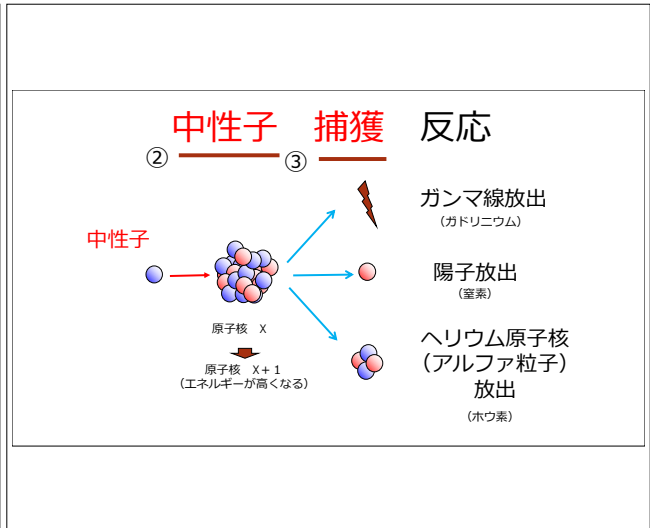 中性子 捕獲 反応
② ③
ガンマ線放出
（ガドリニウム）
中性子
陽子放出
（窒素）
原子核 X
原子核 X+1
（エネルギーが高くなる）
ヘリウム原子核
（アルファ粒子）
放出
（ホウ素）